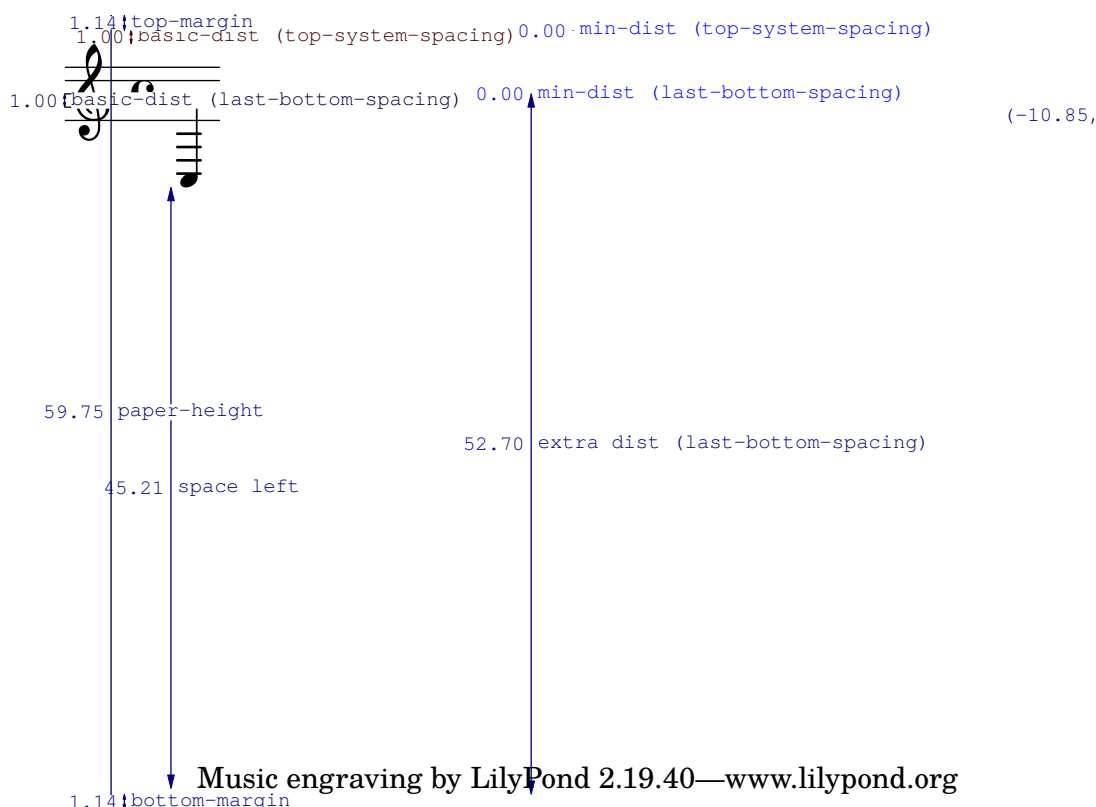 1.14 top-margin
1.00 basic-dist (top-system-spacing) 0.00 min-dist (top-system-spacing)
1.00 basic-dist (last-bottom-spacing) 0.00 min-dist (last-bottom-spacing)
(-10.85,
59.75 paper-height
52.70 extra dist (last-bottom-spacing)
45.21 space left
Music engraving by LilyPond 2.19.40—www.lilypond.org
1.14 bottom-margin